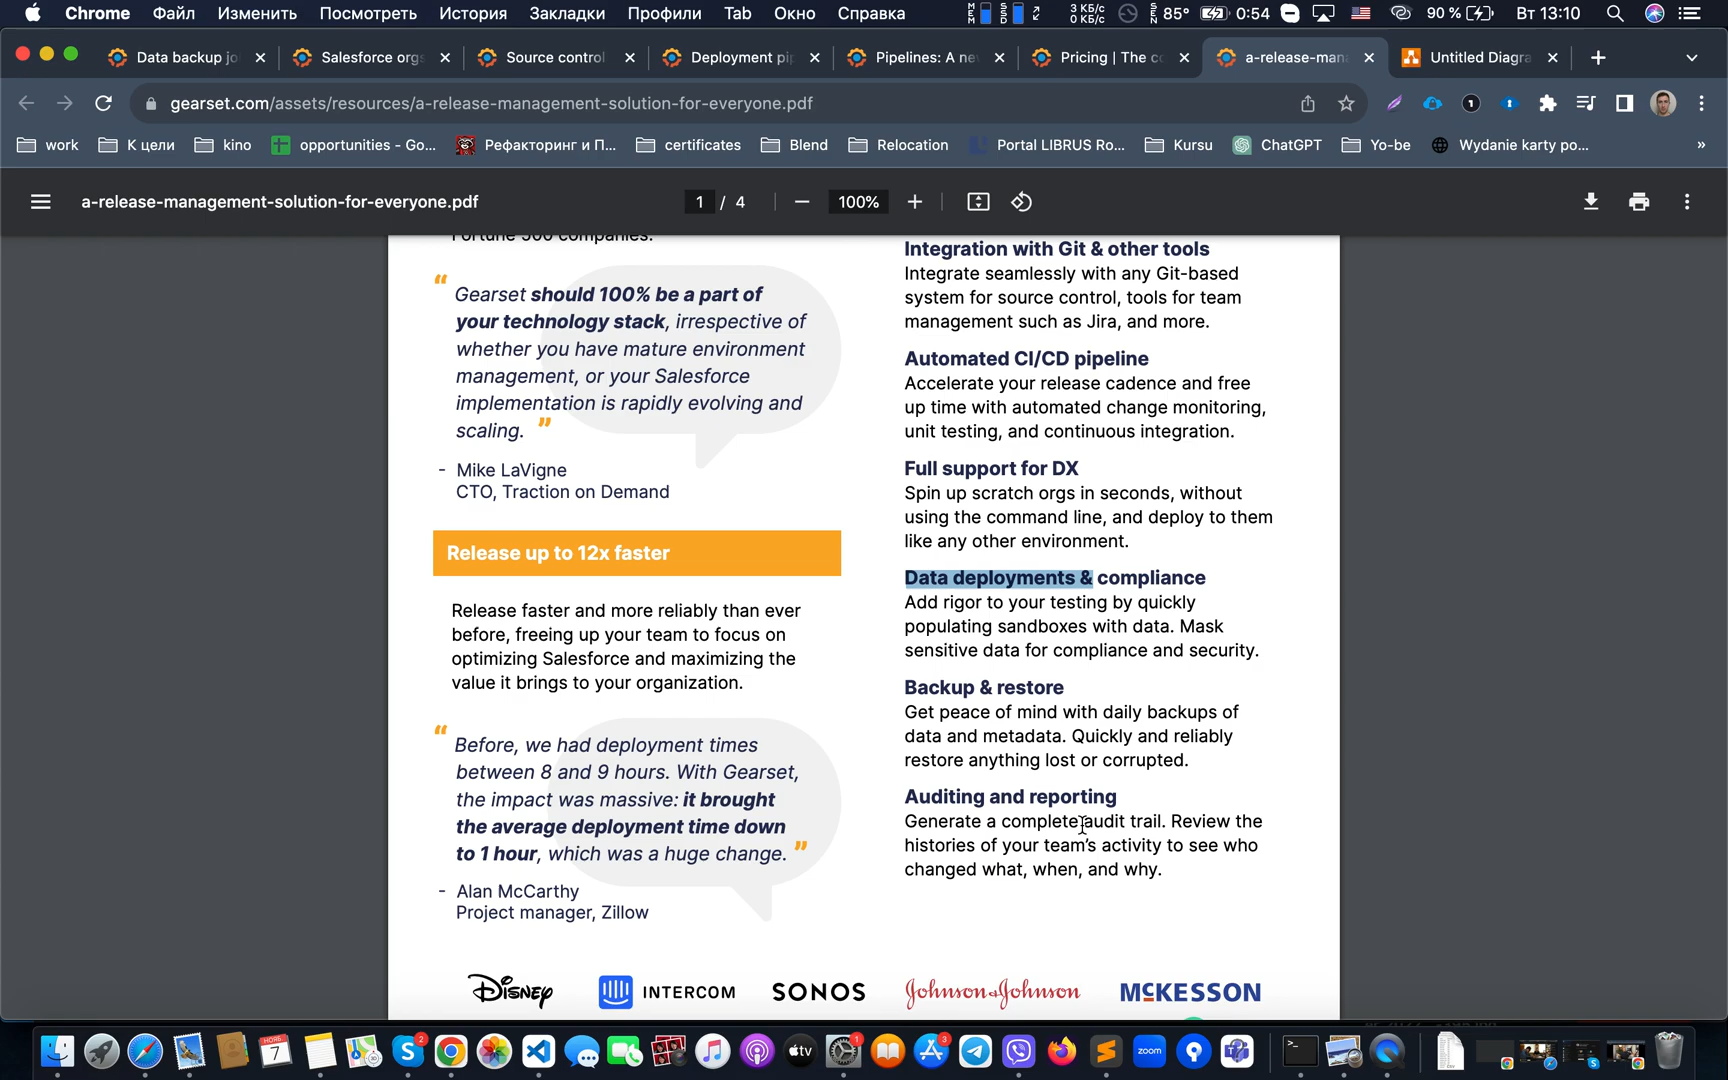 Chrome Файл Изменить Посмотреть История Закладки Профили Tab Окно Справка
MEM SSD 3 КБ/с 0 КБ/с SEN 85° 0:54 90 % Вт 13:10
Data backup jo Salesforce orgs Source control Deployment pip Pipelines: A ne Pricing | The co a-release-man Untitled Diagra
gearset.com/assets/resources/a-release-management-solution-for-everyone.pdf
work К цели kino opportunities - Go... Рефакторинг и П... certificates Blend Relocation Portal LIBRUS Ro... Kursu ChatGPT Yo-be Wydanie karty po... »
a-release-management-solution-for-everyone.pdf 1 / 4 100%
Fortune 500 companies.
“ Gearset should 100% be a part of
your technology stack, irrespective of
whether you have mature environment
management, or your Salesforce
implementation is rapidly evolving and
scaling. ”
- Mike LaVigne
CTO, Traction on Demand
Release up to 12x faster
Release faster and more reliably than ever
before, freeing up your team to focus on
optimizing Salesforce and maximizing the
value it brings to your organization.
“ Before, we had deployment times
between 8 and 9 hours. With Gearset,
the impact was massive: it brought
the average deployment time down
to 1 hour, which was a huge change. ”
- Alan McCarthy
Project manager, Zillow
Integration with Git & other tools
Integrate seamlessly with any Git-based
system for source control, tools for team
management such as Jira, and more.
Automated CI/CD pipeline
Accelerate your release cadence and free
up time with automated change monitoring,
unit testing, and continuous integration.
Full support for DX
Spin up scratch orgs in seconds, without
using the command line, and deploy to them
like any other environment.
Data deployments & compliance
Add rigor to your testing by quickly
populating sandboxes with data. Mask
sensitive data for compliance and security.
Backup & restore
Get peace of mind with daily backups of
data and metadata. Quickly and reliably
restore anything lost or corrupted.
Auditing and reporting
Generate a complete audit trail. Review the
histories of your team’s activity to see who
changed what, when, and why.
Disney INTERCOM SONOS Johnson & Johnson MCKESSON
НОЯБ. 7 2 tv 1 3 zoom